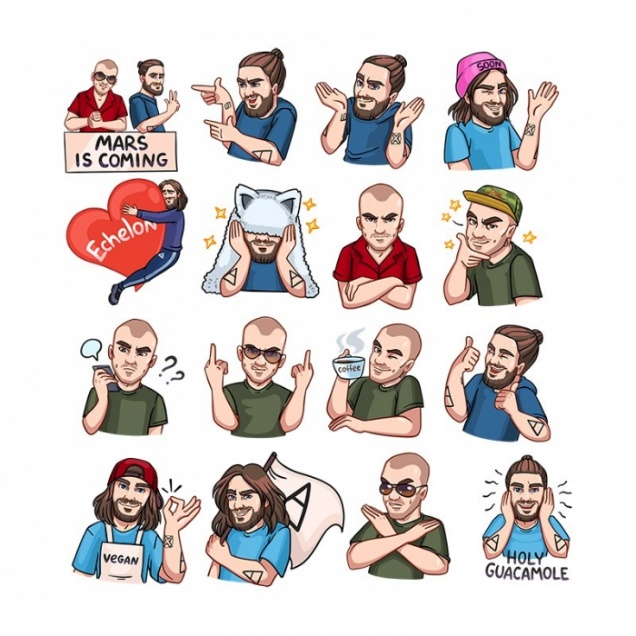 SOON
MARS
IS COMING
Echelon
coffee
VEGAN
HOLY
GUACAMOLE